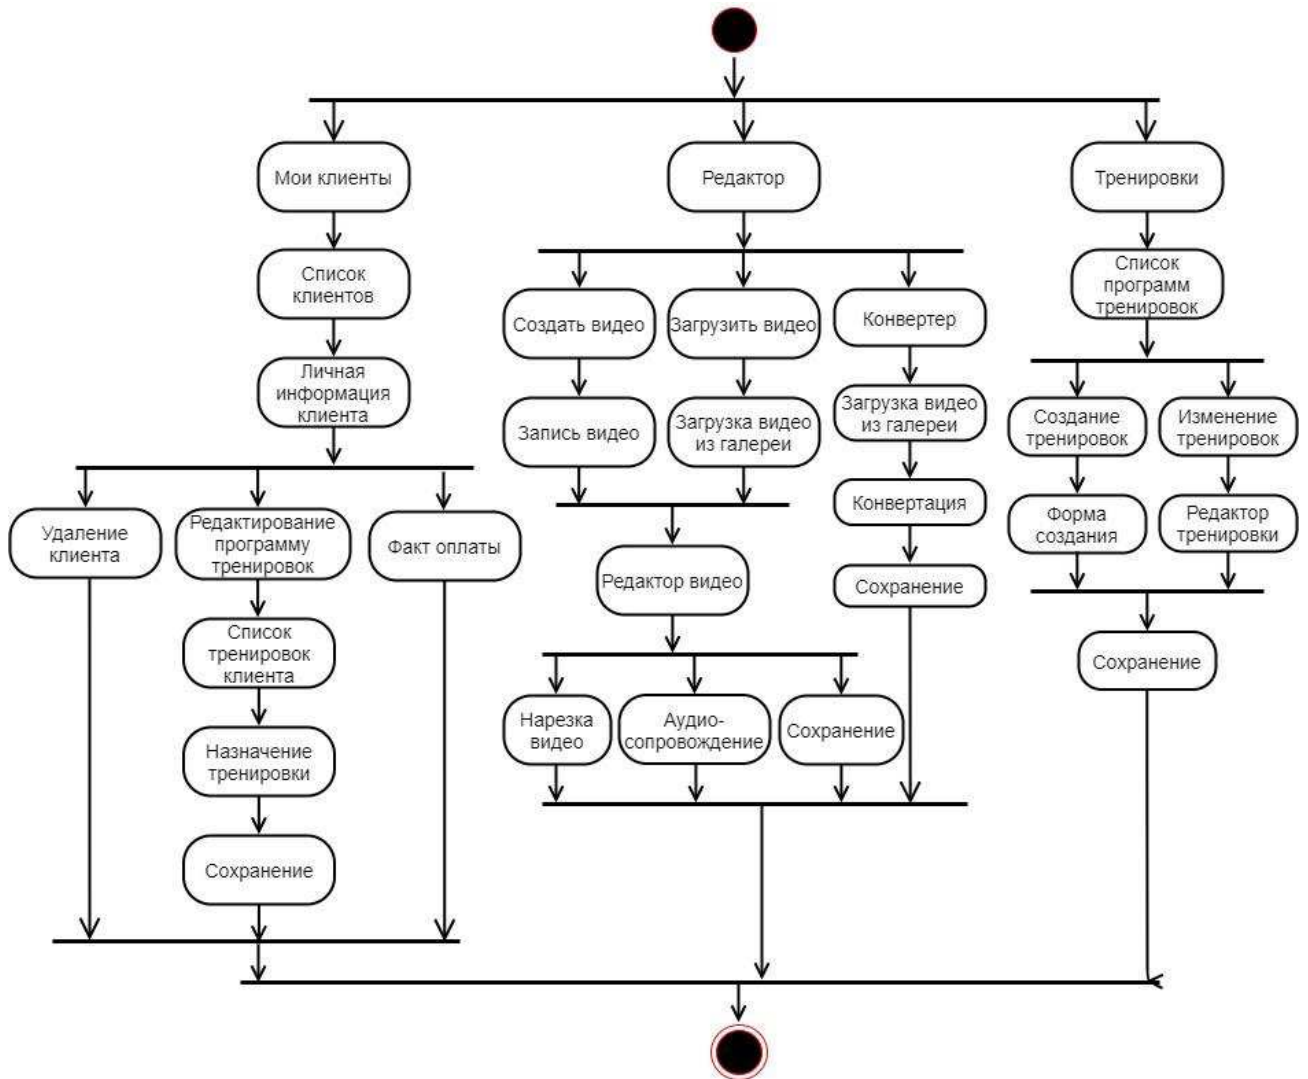 Мои клиенты
Редактор
Тренировки
Список
клиентов
Список
программ
тренировок
Создать видео
Загрузить видео
Конвертер
Личная
информация
клиента
Запись видео
Загрузка видео
из галереи
Загрузка видео
из галереи
Создание
тренировок
Изменение
тренировок
Удаление
клиента
Редактирование
программу
тренировок
Факт оплаты
Конвертация
Форма
создания
Редактор
тренировки
Редактор видео
Сохранение
Список
тренировок
клиента
Сохранение
Нарезка
видео
Аудио-
сопровождение
Сохранение
Назначение
тренировки
Сохранение